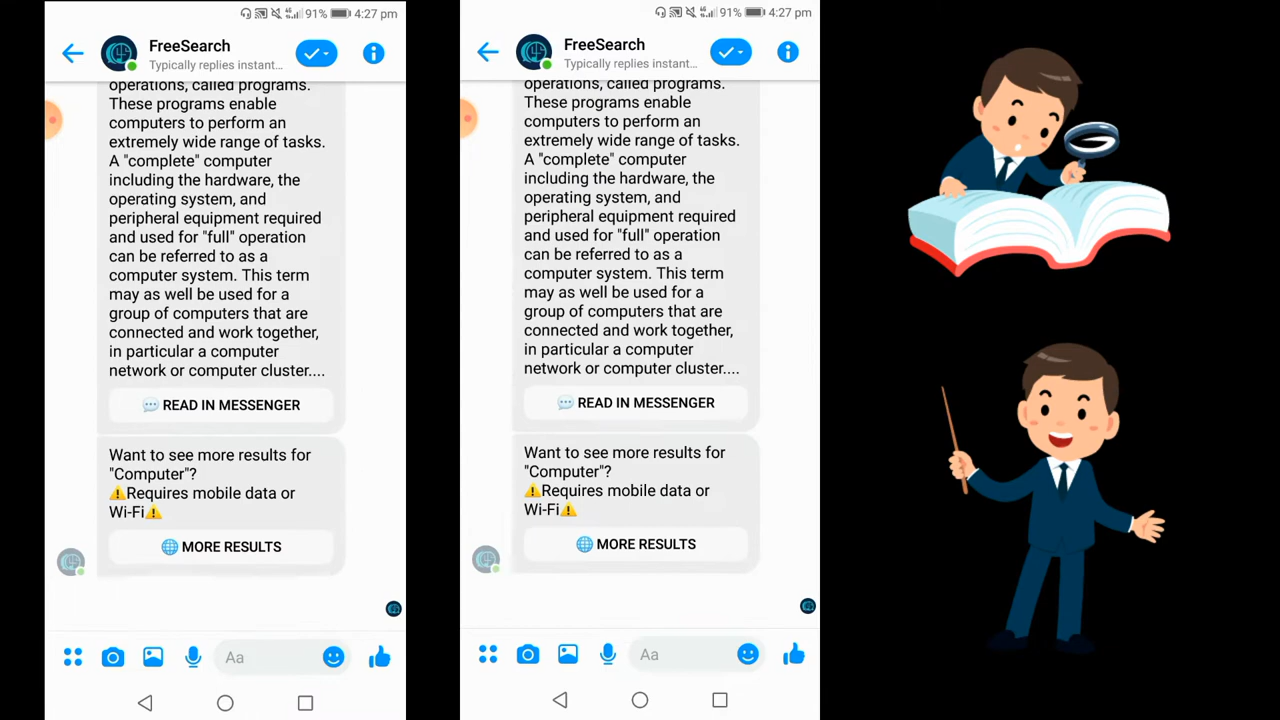 91% 4:27 pm
FreeSearch
Typically replies instant...
operations, called programs.
These programs enable
computers to perform an
extremely wide range of tasks.
A "complete" computer
including the hardware, the
operating system, and
peripheral equipment required
and used for "full" operation
can be referred to as a
computer system. This term
may as well be used for a
group of computers that are
connected and work together,
in particular a computer
network or computer cluster....
💬 READ IN MESSENGER
Want to see more results for
"Computer"?
⚠Requires mobile data or
Wi-Fi⚠
🌐 MORE RESULTS
Aa
91% 4:27 pm
FreeSearch
Typically replies instant...
operations, called programs.
These programs enable
computers to perform an
extremely wide range of tasks.
A "complete" computer
including the hardware, the
operating system, and
peripheral equipment required
and used for "full" operation
can be referred to as a
computer system. This term
may as well be used for a
group of computers that are
connected and work together,
in particular a computer
network or computer cluster....
💬 READ IN MESSENGER
Want to see more results for
"Computer"?
⚠Requires mobile data or
Wi-Fi⚠
🌐 MORE RESULTS
Aa